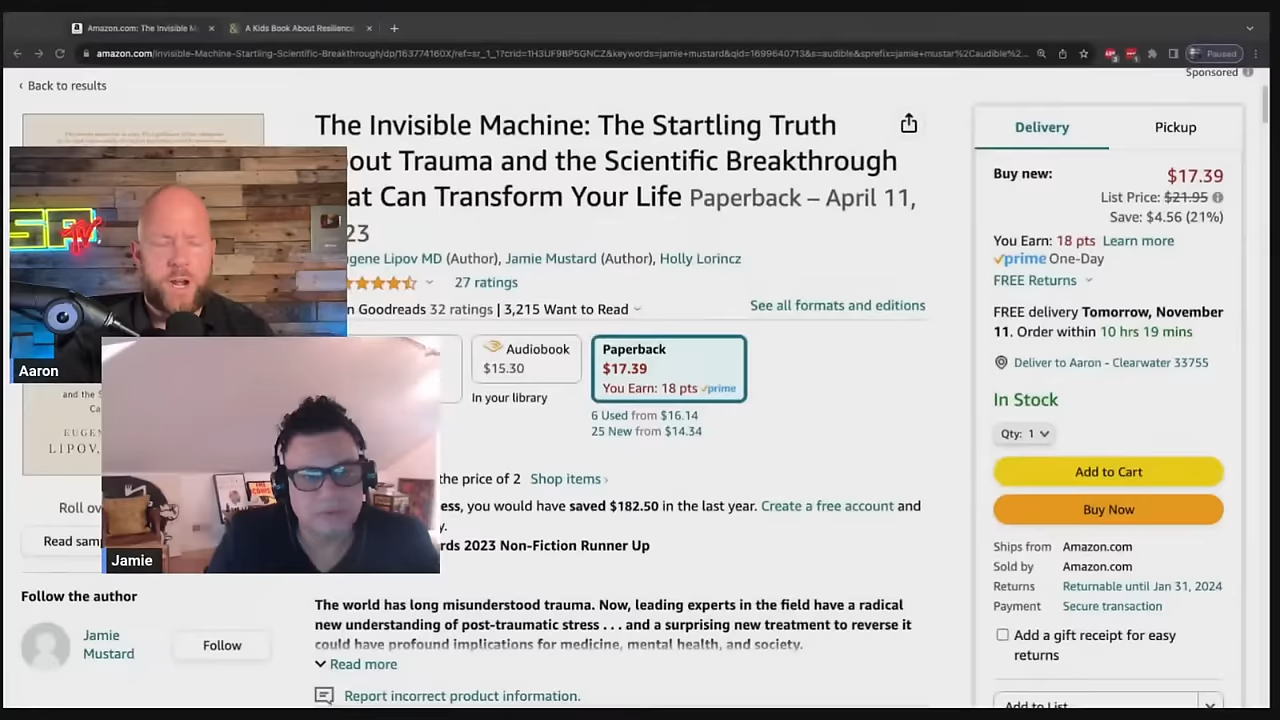 Amazon.com: The Invisible M
A Kids Book About Resilience
amazon.com/Invisible-Machine-Startling-Scientific-Breakthrough/dp/163774160X/ref=sr_1_1?crid=1H3UF9BP5GNCZ&keywords=jamie+mustard&qid=1699640713&s=audible&sprefix=jamie+mustar%2Caudible%2...
Paused
Sponsored
‹ Back to results
The Invisible Machine: The Startling Truth
out Trauma and the Scientific Breakthrough
at Can Transform Your Life Paperback – April 11,
23
gene Lipov MD (Author), Jamie Mustard (Author), Holly Lorincz
27 ratings
n Goodreads 32 ratings | 3,215 Want to Read
See all formats and editions
Audiobook
$15.30
In your library
Paperback
$17.39
You Earn: 18 pts prime
6 Used from $16.14
25 New from $14.34
the price of 2 Shop items ›
ess, you would have saved $182.50 in the last year. Create a free account and
y.
rds 2023 Non-Fiction Runner Up
The world has long misunderstood trauma. Now, leading experts in the field have a radical
new understanding of post-traumatic stress . . . and a surprising new treatment to reverse it
could have profound implications for medicine, mental health, and society.
Read more
Report incorrect product information.
TV
Aaron
Jamie
and the S
Ca
EUGEN
LIPOV,
Roll ov
Read samp
Follow the author
Jamie
Mustard
Follow
Delivery
Pickup
Buy new:
$17.39
List Price: $21.95
Save: $4.56 (21%)
You Earn: 18 pts Learn more
prime One-Day
FREE Returns
FREE delivery Tomorrow, November
11. Order within 10 hrs 19 mins
Deliver to Aaron - Clearwater 33755
In Stock
Qty: 1
Add to Cart
Buy Now
Ships from Amazon.com
Sold by Amazon.com
Returns Returnable until Jan 31, 2024
Payment Secure transaction
Add a gift receipt for easy
returns
Add to List